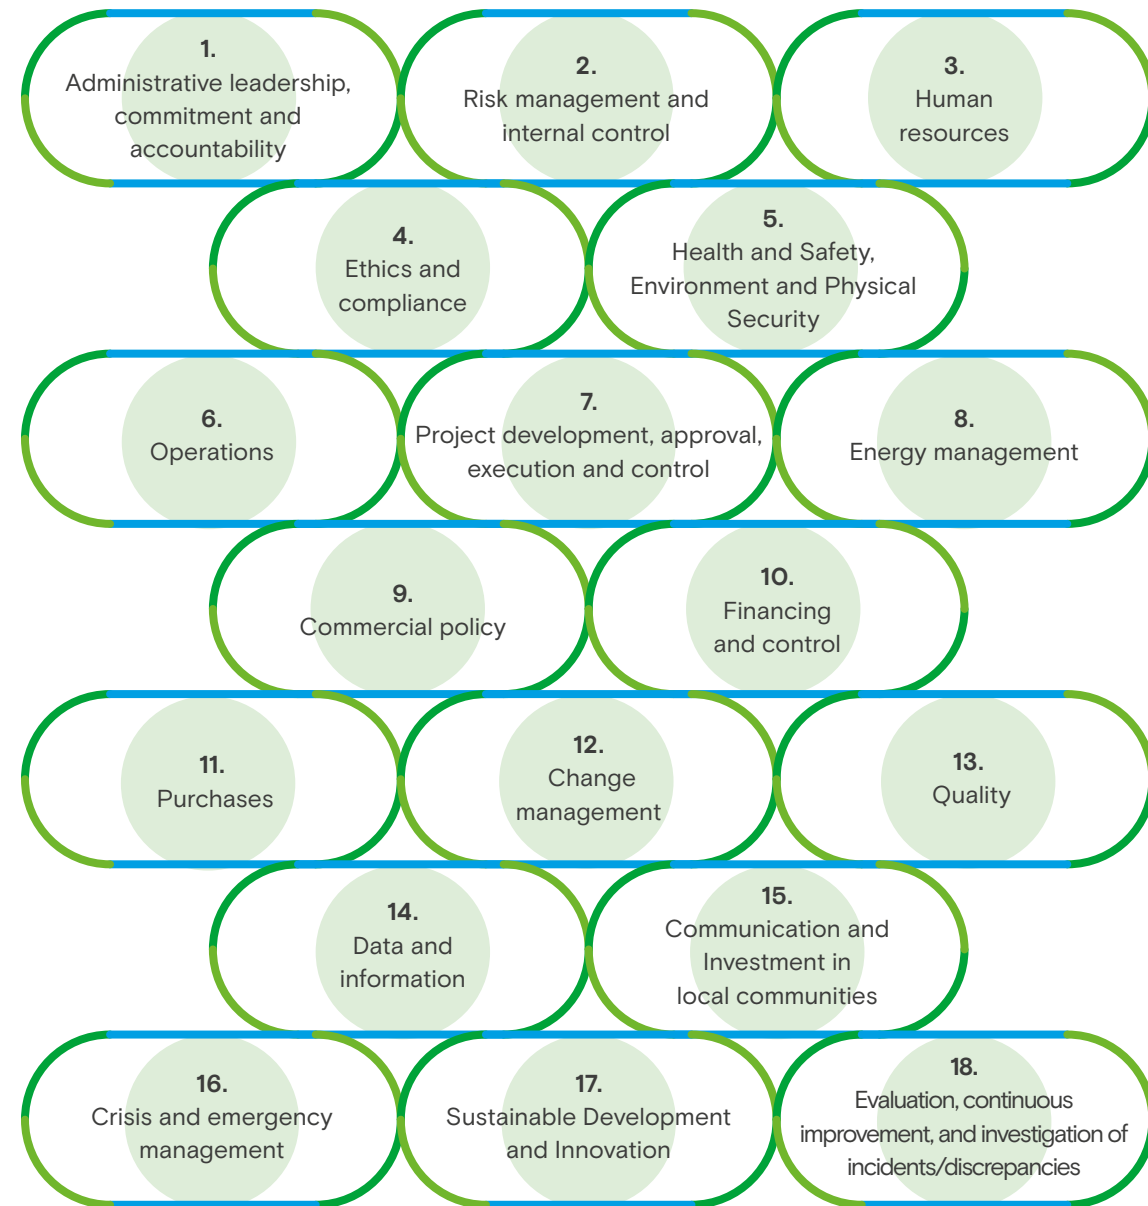 1.
Administrative leadership,
commitment and
accountability
2.
Risk management and
internal control
3.
Human
resources
4.
Ethics and
compliance
5.
Health and Safety,
Environment and Physical
Security
6.
Operations
7.
Project development, approval,
execution and control
8.
Energy management
9.
Commercial policy
10.
Financing
and control
11.
Purchases
12.
Change
management
13.
Quality
14.
Data and
information
15.
Communication and
Investment in
local communities
16.
Crisis and emergency
management
17.
Sustainable Development
and Innovation
18.
Evaluation, continuous
improvement, and investigation of
incidents/discrepancies